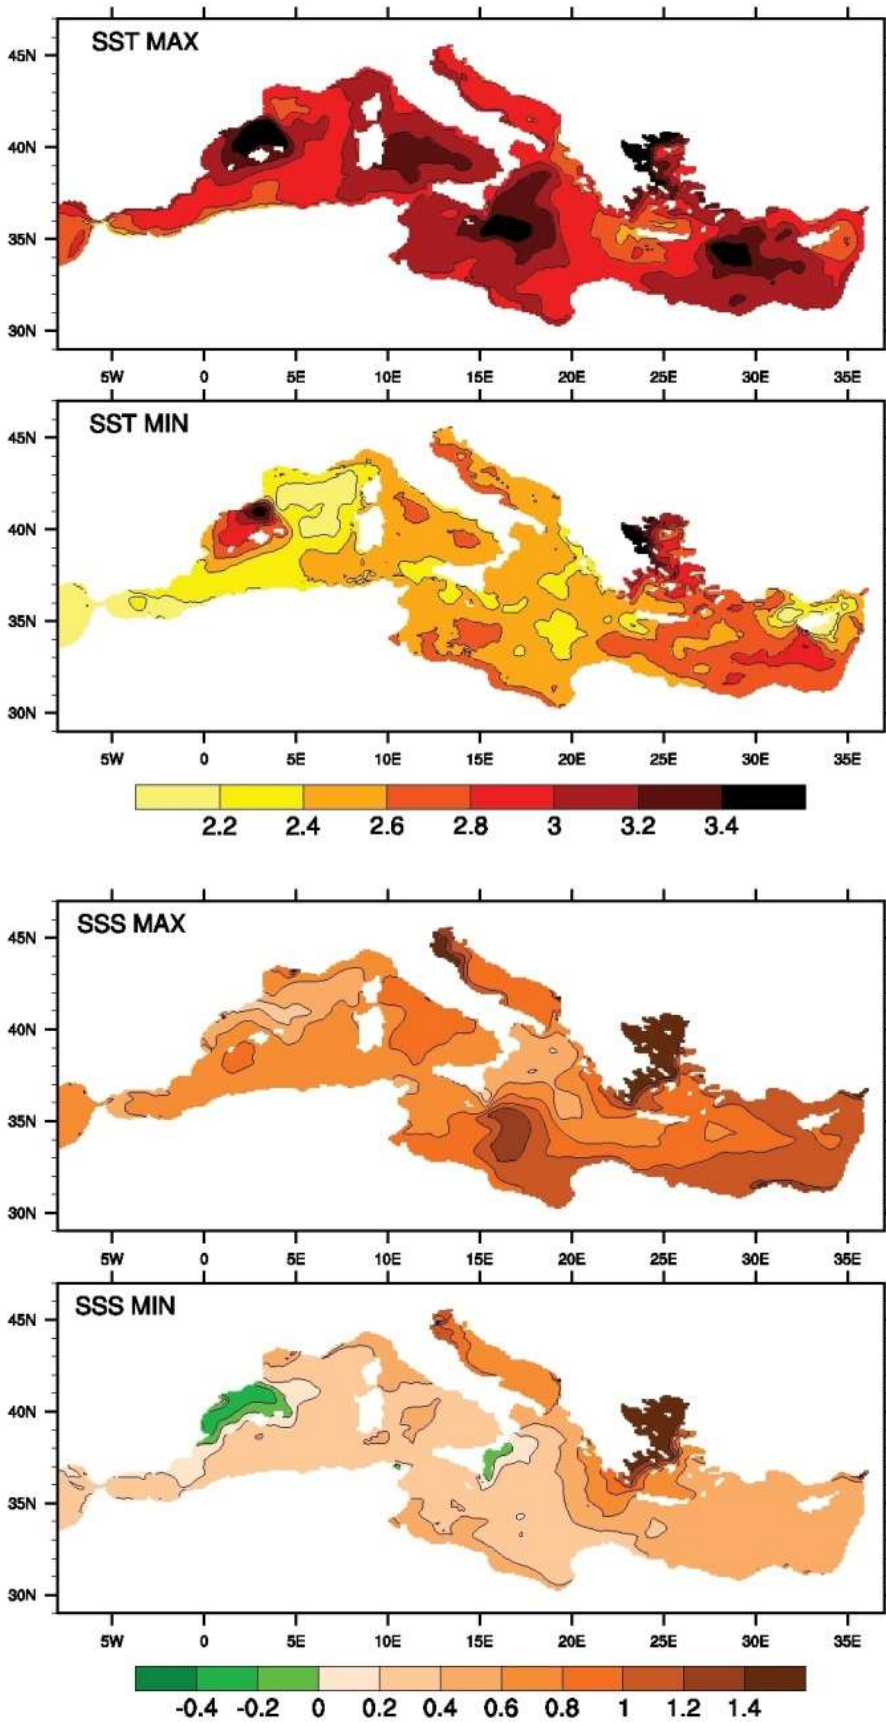 SST MAX
45N
40N
35N
30N
5W 0 5E 10E 15E 20E 25E 30E 35E
SST MIN
45N
40N
35N
30N
5W 0 5E 10E 15E 20E 25E 30E 35E
2.2 2.4 2.6 2.8 3 3.2 3.4
SSS MAX
45N
40N
35N
30N
5W 0 5E 10E 15E 20E 25E 30E 35E
SSS MIN
45N
40N
35N
30N
5W 0 5E 10E 15E 20E 25E 30E 35E
-0.4 -0.2 0 0.2 0.4 0.6 0.8 1 1.2 1.4